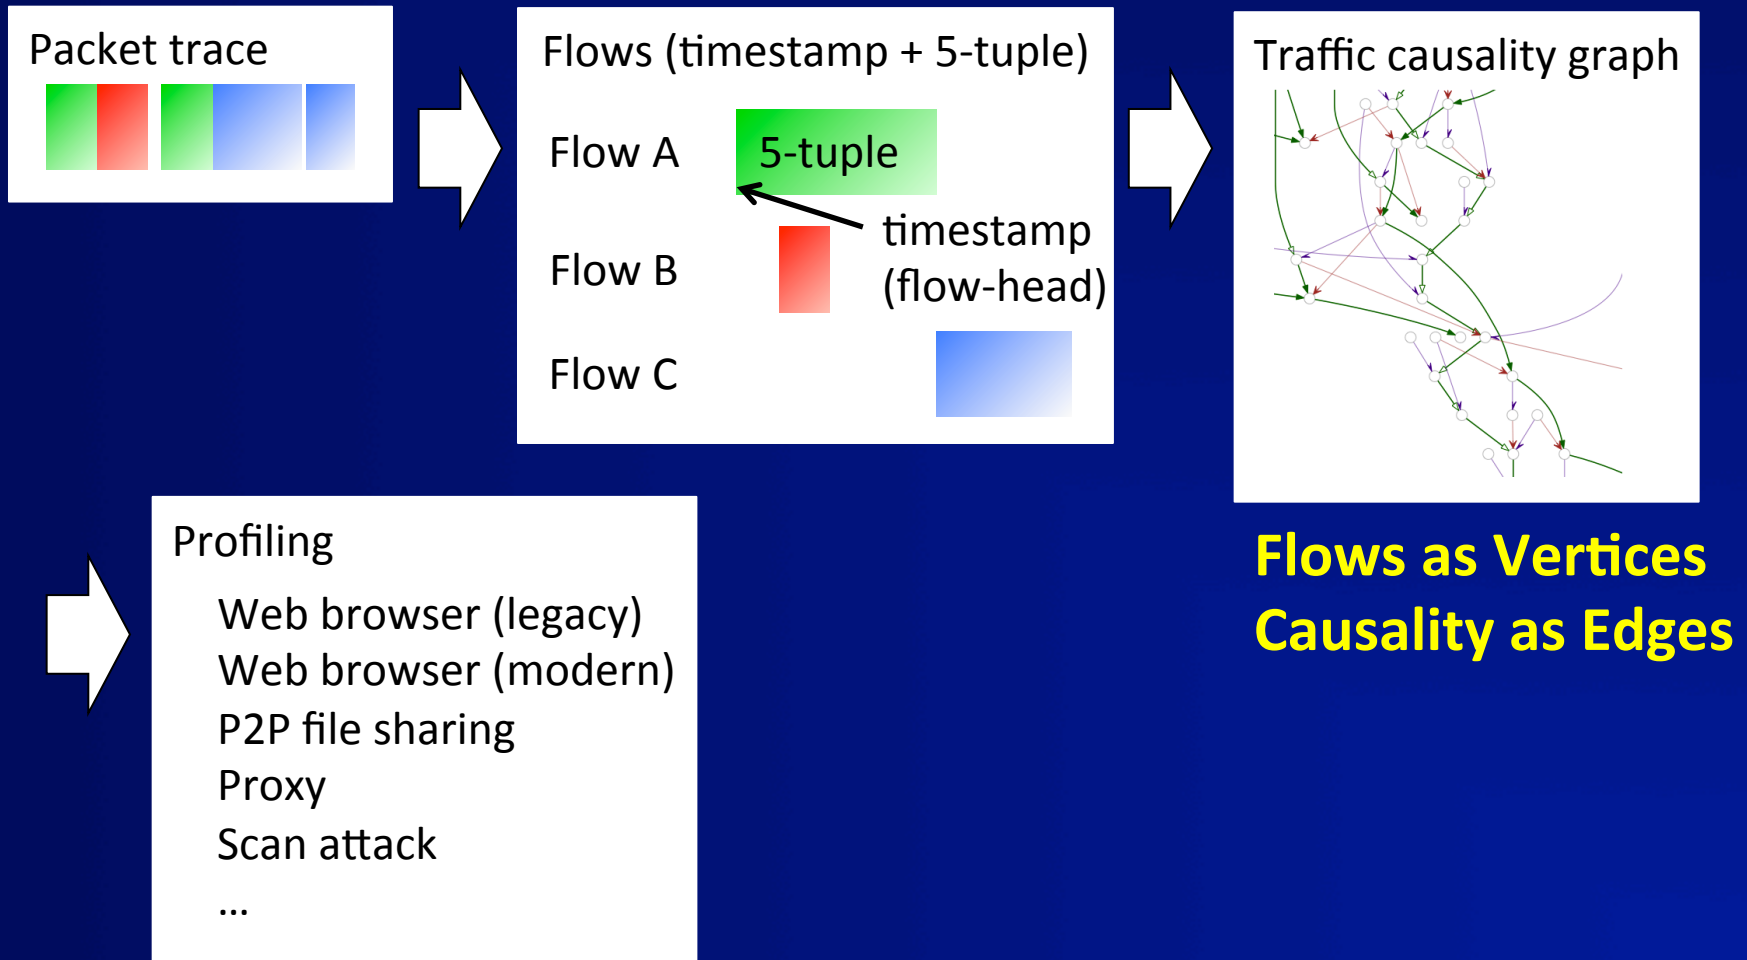 Packet trace
Flows (timestamp + 5-tuple)
Flow A
5-tuple
timestamp
(flow-head)
Flow B
Flow C
Traffic causality graph
Flows as Vertices
Causality as Edges
Profiling
Web browser (legacy)
Web browser (modern)
P2P file sharing
Proxy
Scan attack
...